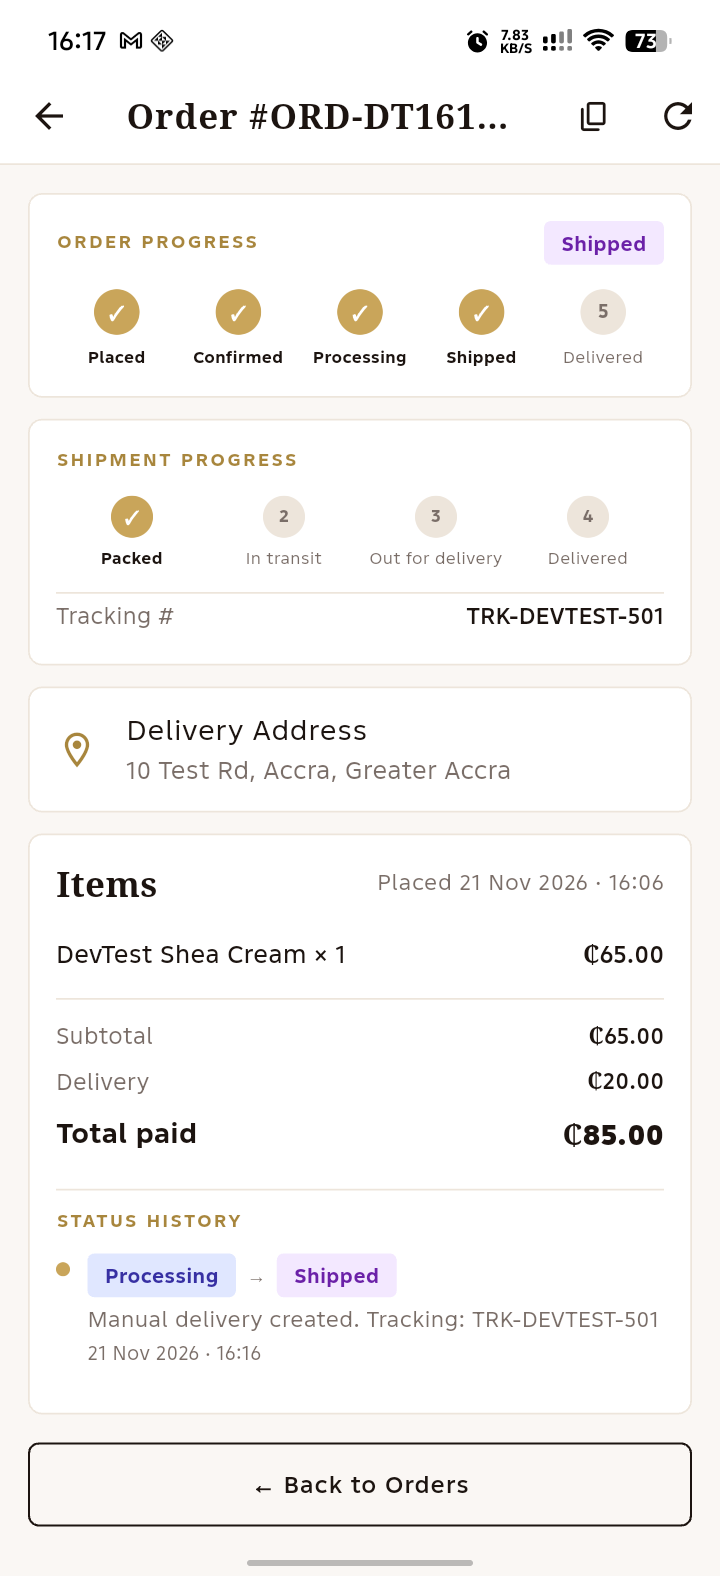 16:17
7.83 KB/S
73
Order #ORD-DT161...
ORDER PROGRESS
Shipped
✓ ✓ ✓ ✓ 5
Placed Confirmed Processing Shipped Delivered
SHIPMENT PROGRESS
✓ 2 3 4
Packed In transit Out for delivery Delivered
Tracking # TRK-DEVTEST-501
Delivery Address
10 Test Rd, Accra, Greater Accra
Items Placed 21 Nov 2026 · 16:06
DevTest Shea Cream × 1 ₵65.00
Subtotal ₵65.00
Delivery ₵20.00
Total paid ₵85.00
STATUS HISTORY
Processing → Shipped
Manual delivery created. Tracking: TRK-DEVTEST-501
21 Nov 2026 · 16:16
← Back to Orders